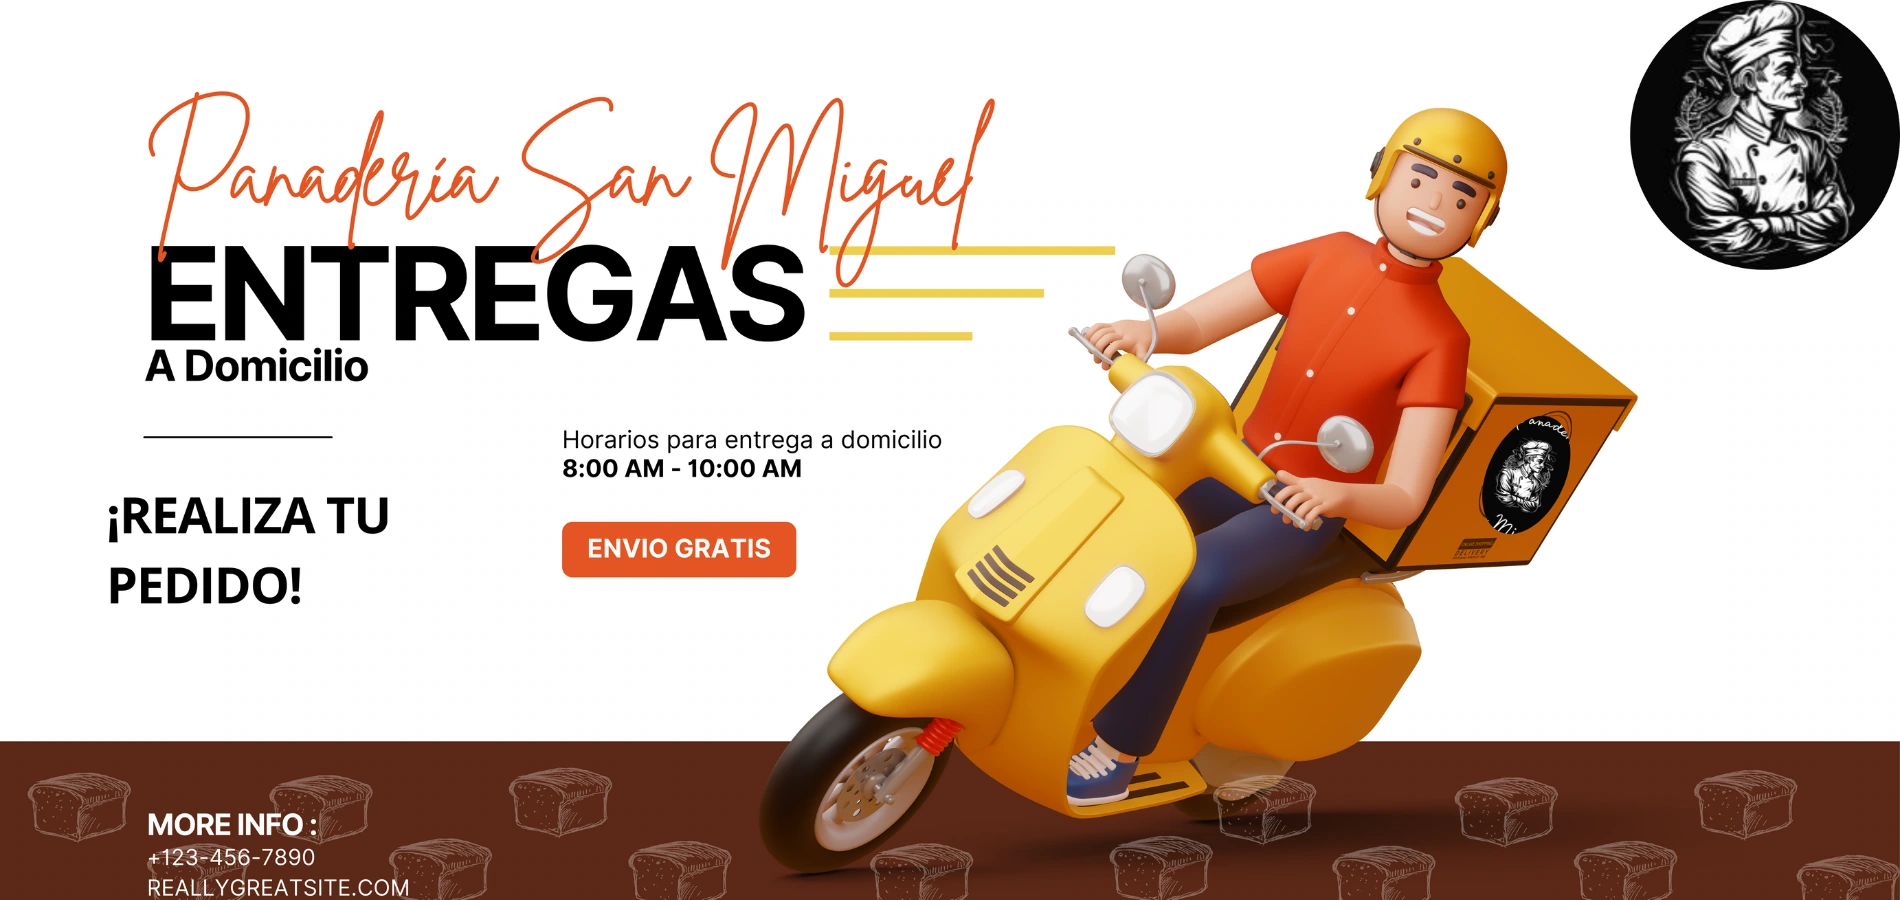 Panadería San Miguel
ENTREGAS
A Domicilio
¡REALIZA TU
PEDIDO!
Horarios para entrega a domicilio
8:00 AM - 10:00 AM
ENVIO GRATIS
DELIVERY
MORE INFO :
+123-456-7890
REALLYGREATSITE.COM